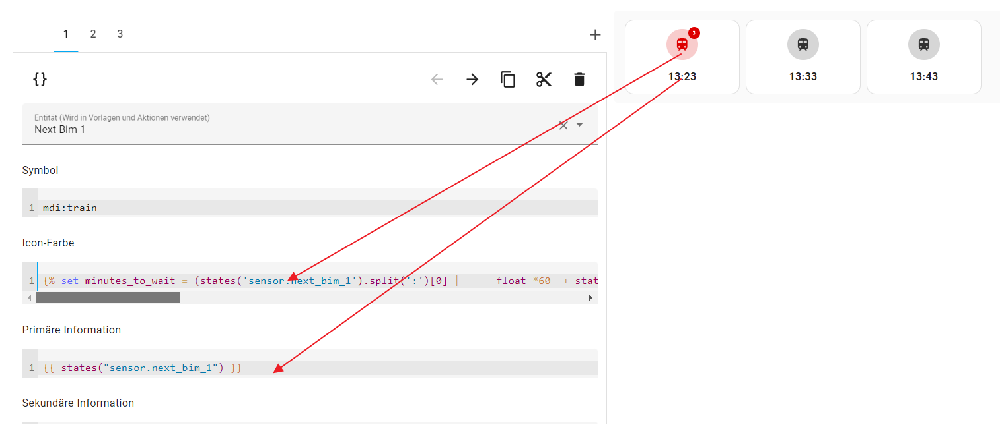 1 2 3
{}
Entität (Wird in Vorlagen und Aktionen verwendet)
Next Bim 1
Symbol
1 mdi:train
Icon-Farbe
1 {% set minutes_to_wait = (states('sensor.next_bim_1').split(':')[0] | float *60 + stat
Primäre Information
1 {{ states("sensor.next_bim_1") }}
Sekundäre Information
3
13:23 13:33 13:43